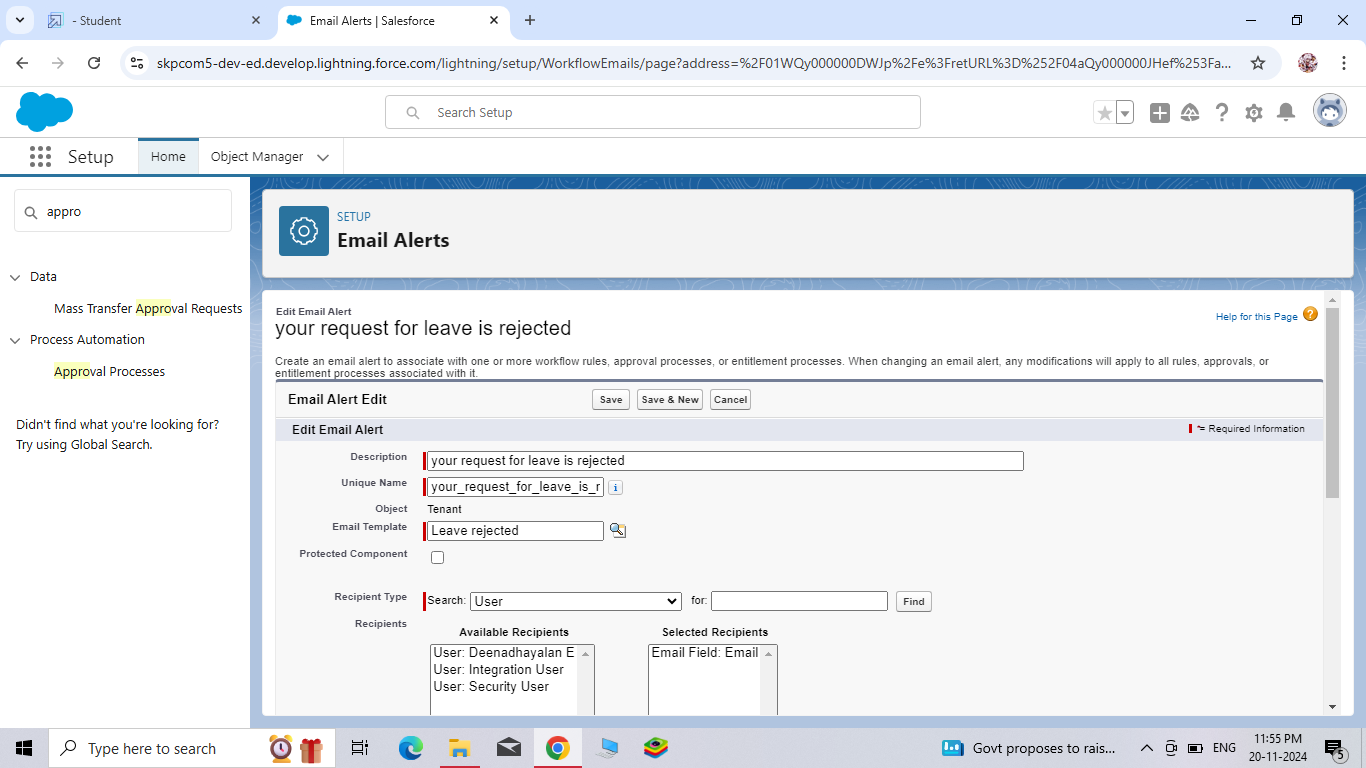 - Student
Email Alerts | Salesforce
skpcom5-dev-ed.develop.lightning.force.com/lightning/setup/WorkflowEmails/page?address=%2F01WQy000000DWJp%2Fe%3FretURL%3D%252F04aQy000000JHef%253Fa...
Search Setup
Setup
Home
Object Manager
appro
Data
Mass Transfer Approval Requests
Process Automation
Approval Processes
Didn't find what you're looking for?
Try using Global Search.
SETUP
Email Alerts
Edit Email Alert
your request for leave is rejected
Help for this Page ?
Create an email alert to associate with one or more workflow rules, approval processes, or entitlement processes. When changing an email alert, any modifications will apply to all rules, approvals, or
entitlement processes associated with it.
Email Alert Edit
Save
Save & New
Cancel
Edit Email Alert
= Required Information
Description
your request for leave is rejected
Unique Name
your_request_for_leave_is_r
i
Object
Tenant
Email Template
Leave rejected
Protected Component
Recipient Type
Search:
User
for:
Find
Recipients
Available Recipients
Selected Recipients
User: Deenadhayalan E
User: Integration User
User: Security User
Email Field: Email
Type here to search
Govt proposes to rais...
ENG
11:55 PM
20-11-2024
5